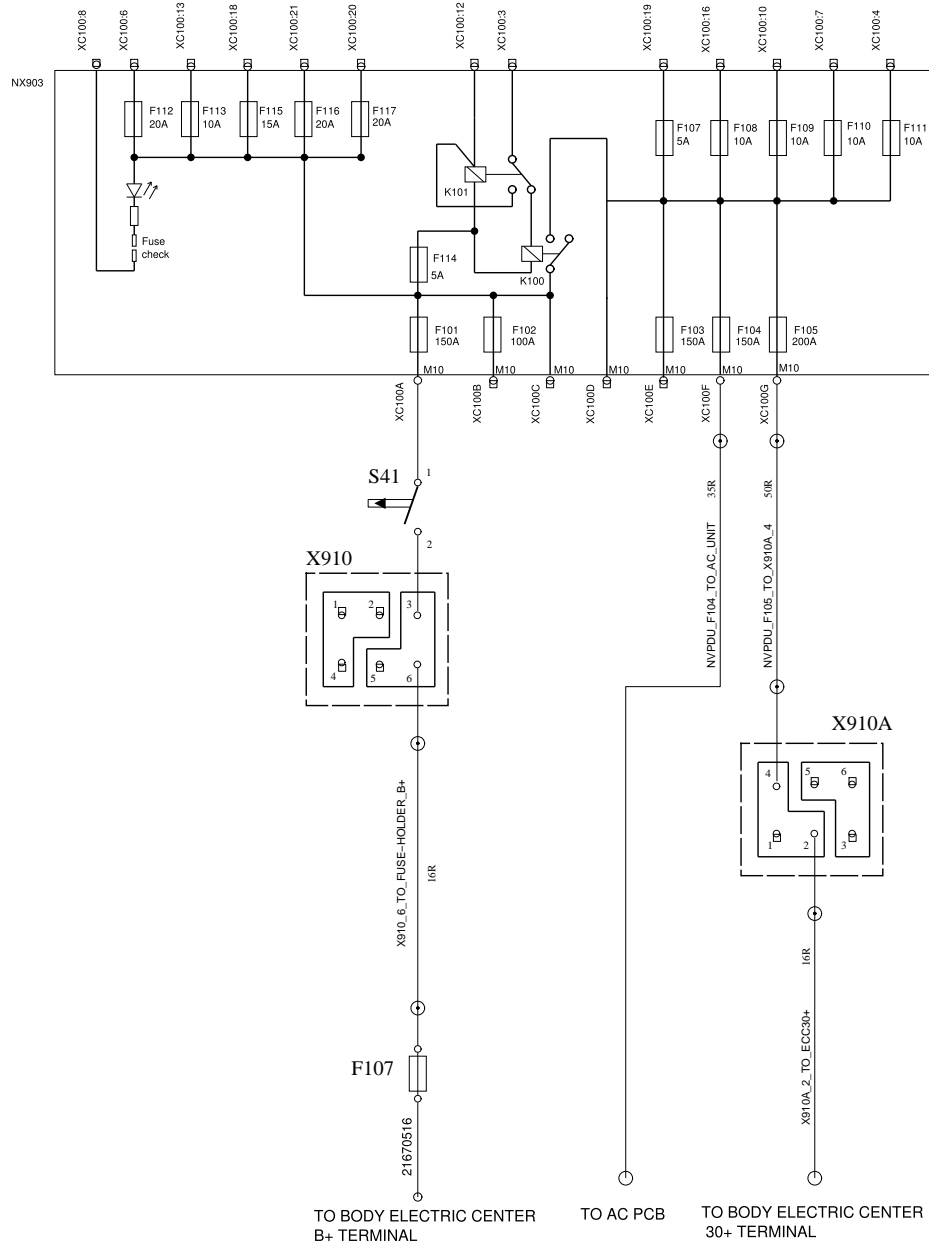 XC100:8
XC100:6
XC100:13
XC100:18
XC100:21
XC100:20
XC100:12
XC100:3
XC100:19
XC100:16
XC100:10
XC100:7
XC100:4
NX903
F112
20A
F113
10A
F115
15A
F116
20A
F117
20A
F107
5A
F108
10A
F109
10A
F110
10A
F111
10A
K101
Fuse
check
F114
5A
K100
F101
150A
F102
100A
F103
150A
F104
150A
F105
200A
M10
M10
M10
M10
M10
M10
XC100A
XC100B
XC100C
XC100D
XC100E
XC100F
XC100G
S41
1
2
35R
50R
NVPDU_F104_TO_AC_UNIT
NVPDU_F105_TO_X910A_4
X910
1
2
3
4
5
6
X910A
4
5
6
1
2
3
X910_6_TO_FUSE-HOLDER_B+
16R
16R
X910A_2_TO_ECC30+
F107
21670516
TO BODY ELECTRIC CENTER
B+ TERMINAL
TO AC PCB
TO BODY ELECTRIC CENTER
30+ TERMINAL